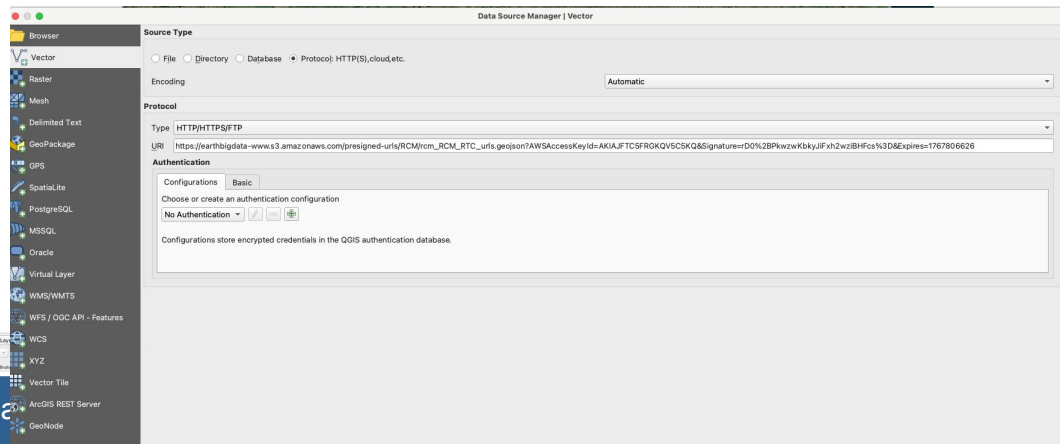 Data Source Manager | Vector
Browser
Vector
Raster
Mesh
Delimited Text
GeoPackage
GPS
SpatiaLite
PostgreSQL
MSSQL
Oracle
Virtual Layer
WMS/WMTS
WFS / OGC API - Features
WCS
XYZ
Vector Tile
ArcGIS REST Server
GeoNode
Source Type
File Directory Database Protocol: HTTP(S),cloud,etc.
Encoding Automatic
Protocol
Type HTTP/HTTPS/FTP
URI https://earthbigdata-www.s3.amazonaws.com/presigned-urls/RCM/rcm_RCM_RTC_urls.geojson?AWSAccessKeyId=AKIAJFTC5FRGKQV5C5KQ&Signature=rD0%2BPkwzwKbkyJiFxh2wziBHFcs%3D&Expires=1767806626
Authentication
Configurations Basic
Choose or create an authentication configuration
No Authentication
Configurations store encrypted credentials in the QGIS authentication database.